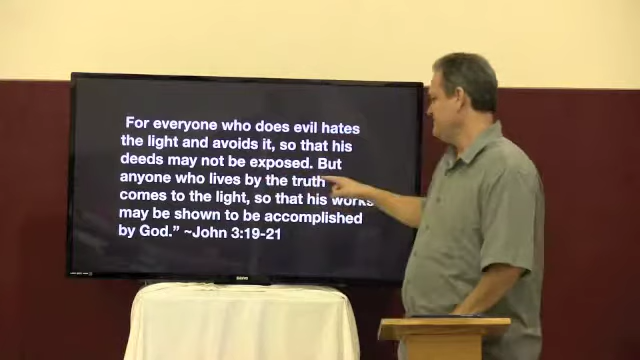 For everyone who does evil hates
the light and avoids it, so that his
deeds may not be exposed. But
anyone who lives by the truth
comes to the light, so that his works
may be shown to be accomplished
by God.” ~John 3:19-21